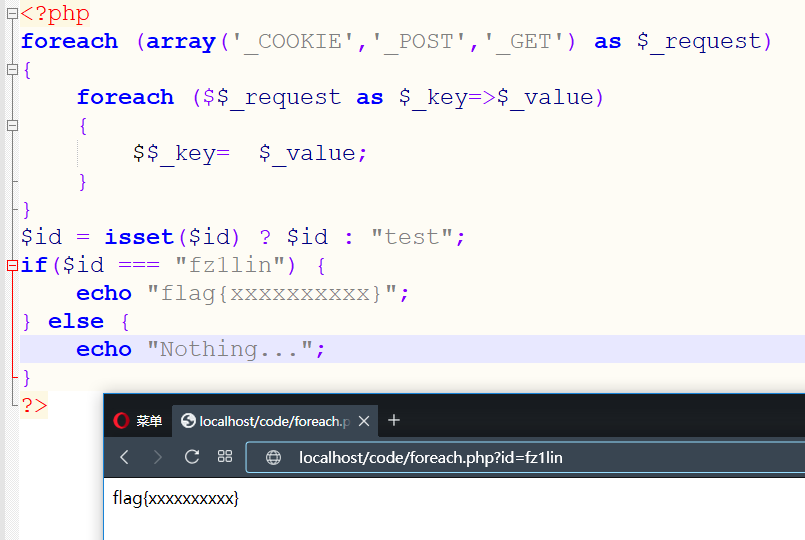 <?php
foreach (array('_COOKIE','_POST','_GET') as $_request)
{
    foreach ($$_request as $_key=>$_value)
    {
        $$_key=  $_value;
    }
}
$id = isset($id) ? $id : "test";
if($id === "fz1lin") {
    echo "flag{xxxxxxxxxx}";
} else {
    echo "Nothing...";
}
?>
菜单
localhost/code/foreach.p
localhost/code/foreach.php?id=fz1lin
flag{xxxxxxxxxx}